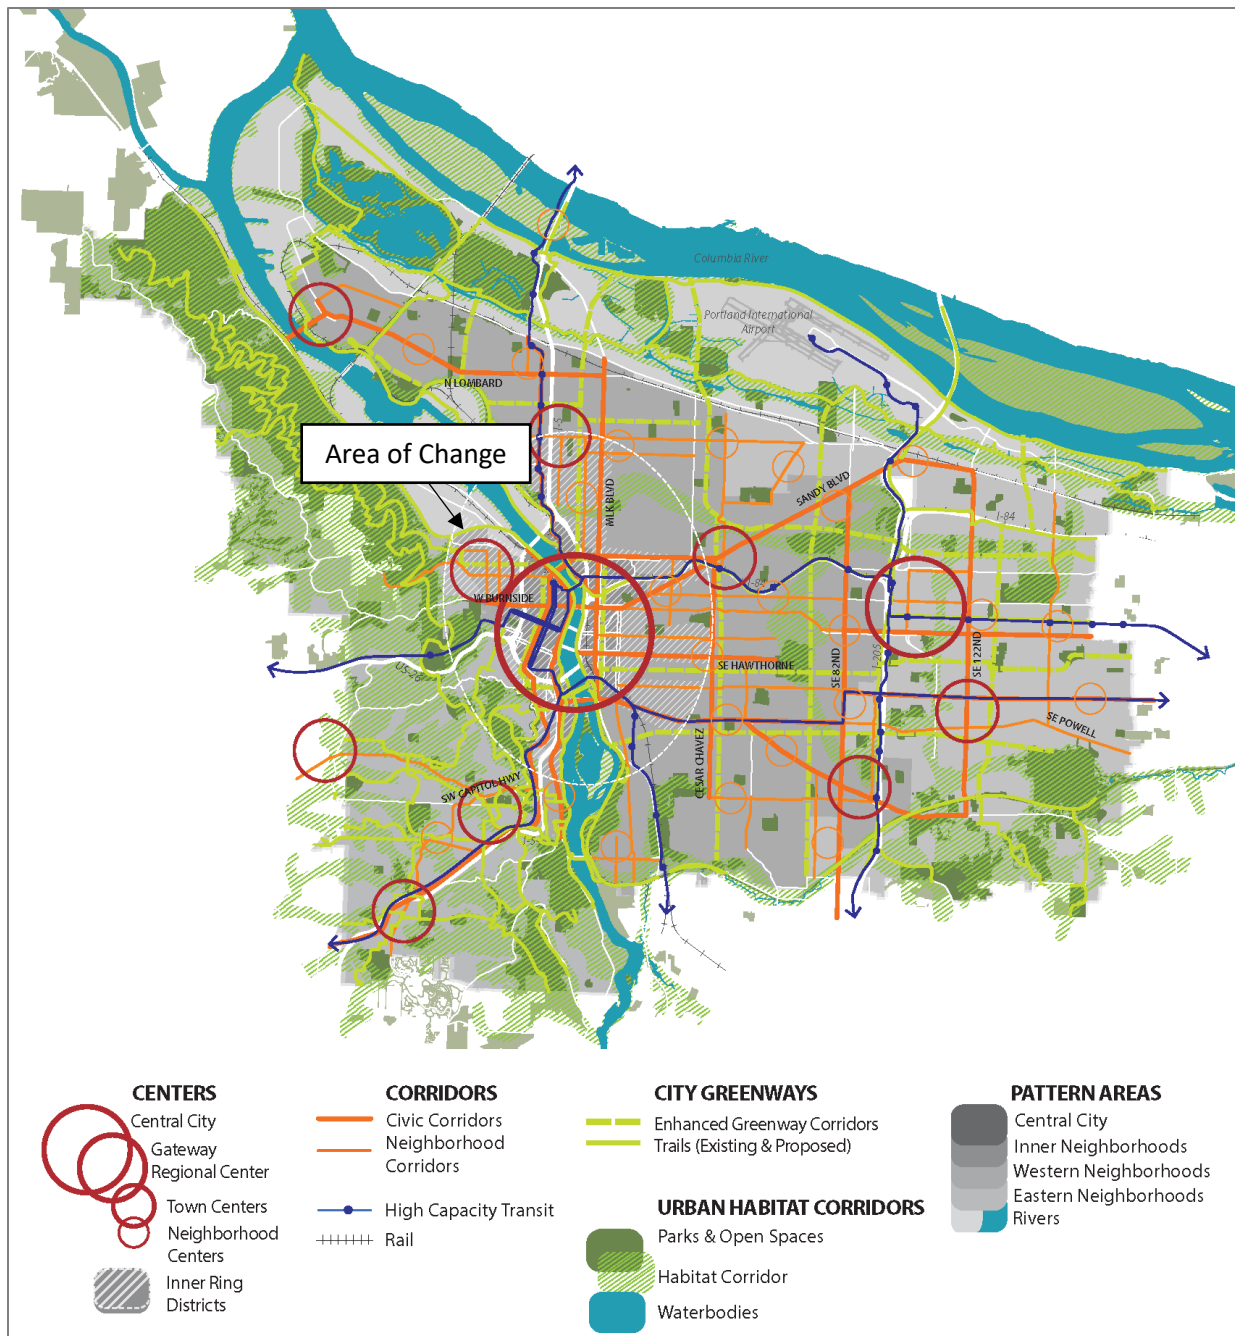 Columbia River
Portland International
Airport
N LOMBARD
I-5
Area of Change
MLK BLVD
SANDY BLVD
I-84
I-84
W BURNSIDE
US-26
SE HAWTHORNE
SE 82ND
I-205
SE 122ND
SE POWELL
CESAR CHAVEZ
SW CAPITOL HWY
I-5
CENTERS
Central City
Gateway
Regional Center
Town Centers
Neighborhood
Centers
Inner Ring
Districts
CORRIDORS
Civic Corridors
Neighborhood
Corridors
High Capacity Transit
Rail
CITY GREENWAYS
Enhanced Greenway Corridors
Trails (Existing & Proposed)
URBAN HABITAT CORRIDORS
Parks & Open Spaces
Habitat Corridor
Waterbodies
PATTERN AREAS
Central City
Inner Neighborhoods
Western Neighborhoods
Eastern Neighborhoods
Rivers